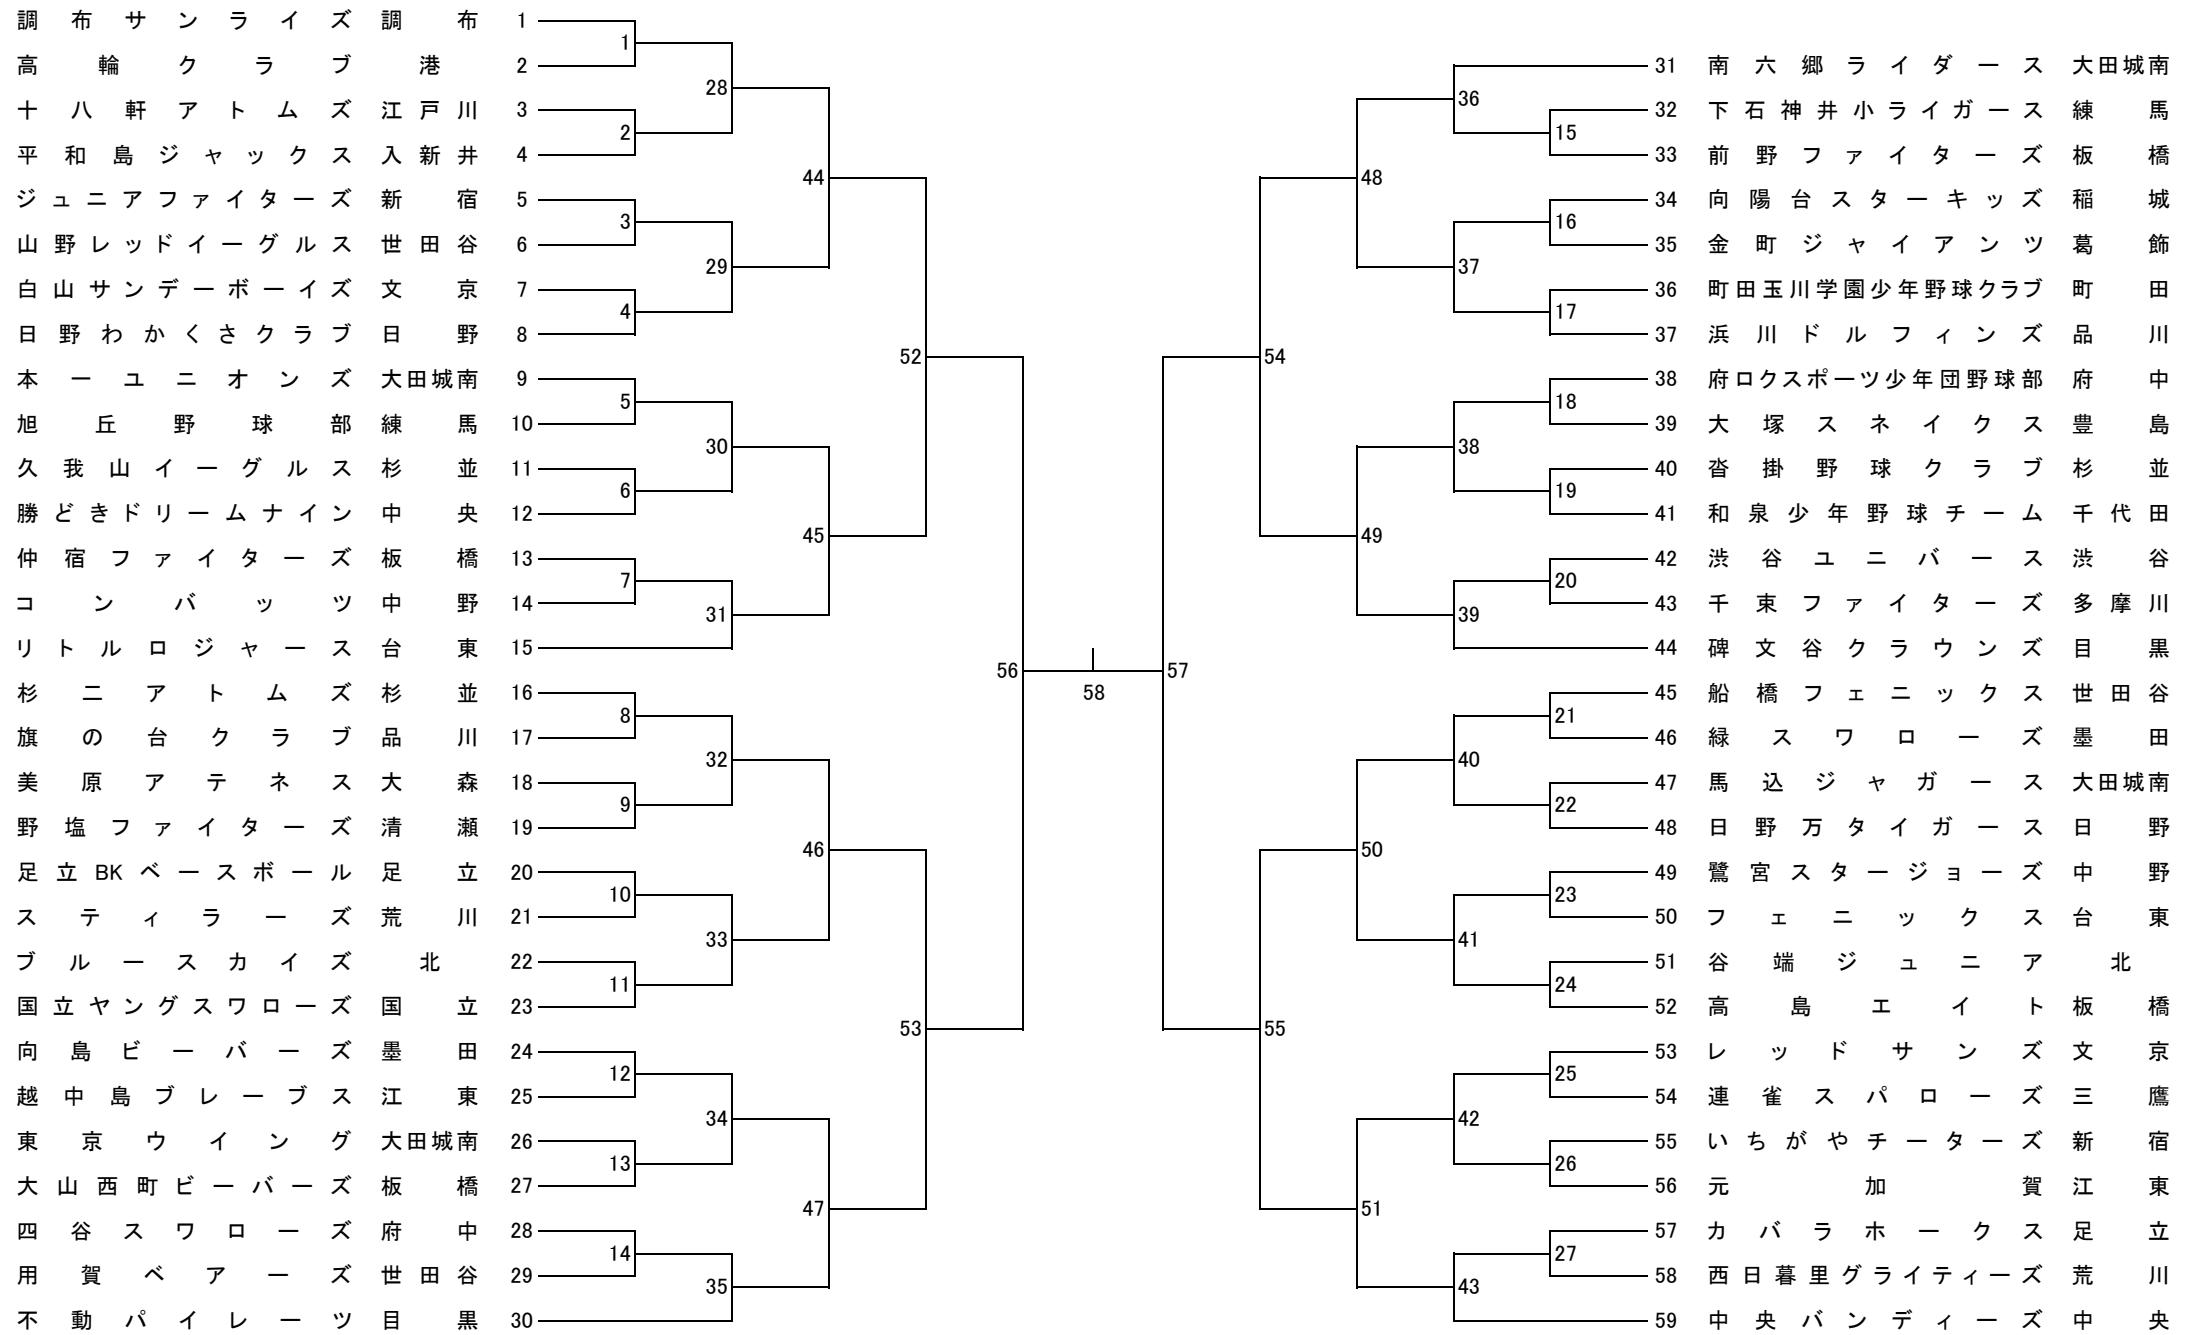 調布サンライズ 調布 1
高輪クラブ 港 2
十八軒アトムズ 江戸川 3
平和島ジャックス 入新井 4
ジュニアファイターズ 新宿 5
山野レッドイーグルス 世田谷 6
白山サンデーボーイズ 文京 7
日野わかくさクラブ 日野 8
本一ユニオンズ 大田城南 9
旭丘野球部 練馬 10
久我山イーグルス 杉並 11
勝どきドリームナイン 中央 12
仲宿ファイターズ 板橋 13
コンバッツ 中野 14
リトルロジャース 台東 15
杉二アトムズ 杉並 16
旗の台クラブ 品川 17
美原アテネス 大森 18
野塩ファイターズ 清瀬 19
足立BKベースボール 足立 20
スティラーズ 荒川 21
ブルースカイズ 北 22
国立ヤングスワローズ 国立 23
向島ビーバーズ 墨田 24
越中島ブレーブス 江東 25
東京ウイング 大田城南 26
大山西町ビーバーズ 板橋 27
四谷スワローズ 府中 28
用賀ベアーズ 世田谷 29
不動パイレーツ 目黒 30
1
2
3
4
5
6
7
8
9
10
11
12
13
14
28
29
30
31
32
33
34
35
44
45
46
47
52
53
56
58
57
54
55
48
49
50
51
36
37
38
39
40
41
42
43
15
16
17
18
19
20
21
22
23
24
25
26
27
31 南六郷ライダース 大田城南
32 下石神井小ライガース 練馬
33 前野ファイターズ 板橋
34 向陽台スターキッズ 稲城
35 金町ジャイアンツ 葛飾
36 町田玉川学園少年野球クラブ 町田
37 浜川ドルフィンズ 品川
38 府ロクスポーツ少年団野球部 府中
39 大塚スネイクス 豊島
40 沓掛野球クラブ 杉並
41 和泉少年野球チーム 千代田
42 渋谷ユニバース 渋谷
43 千束ファイターズ 多摩川
44 碑文谷クラウンズ 目黒
45 船橋フェニックス 世田谷
46 緑スワローズ 墨田
47 馬込ジャガース 大田城南
48 日野万タイガース 日野
49 鷺宮スタージョーズ 中野
50 フェニックス 台東
51 谷端ジュニア 北
52 高島エイト 板橋
53 レッドサンズ 文京
54 連雀スパローズ 三鷹
55 いちがやチーターズ 新宿
56 元加賀 江東
57 カバラホークス 足立
58 西日暮里グライティーズ 荒川
59 中央バンディーズ 中央